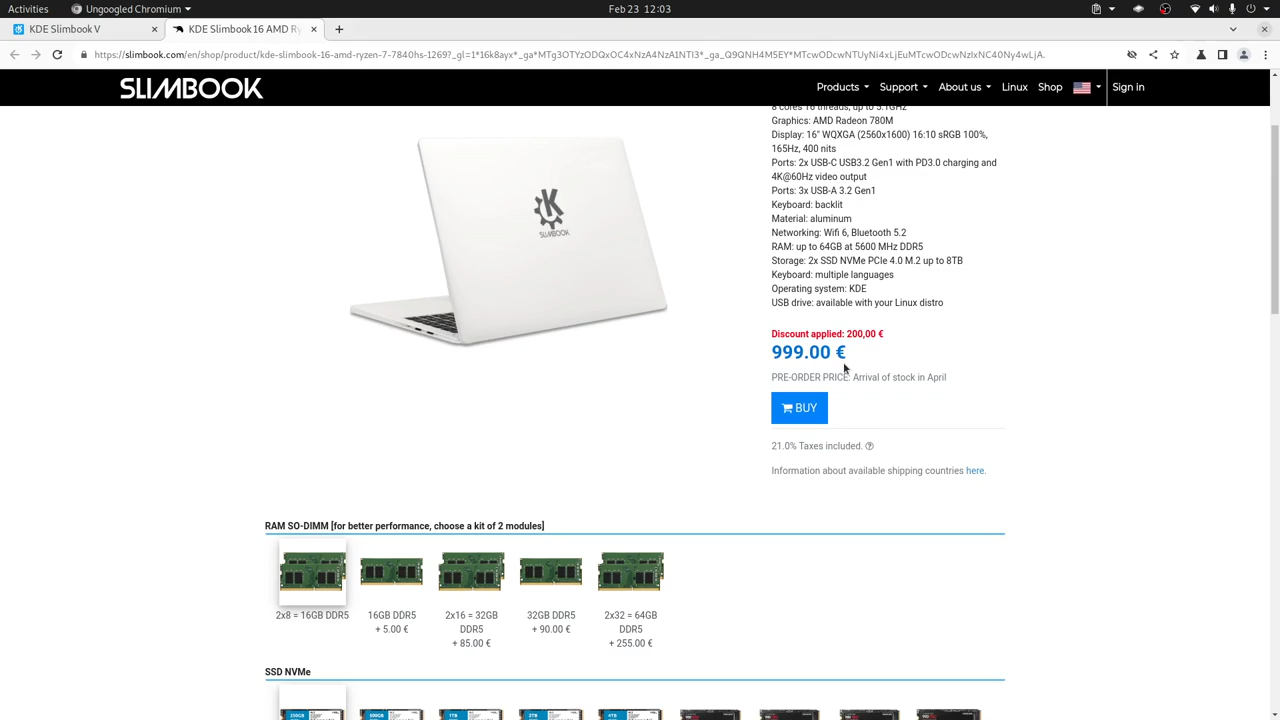 Activities
Ungoogled Chromium
Feb 23 12:03
KDE Slimbook V
KDE Slimbook 16 AMD Ry
https://slimbook.com/en/shop/product/kde-slimbook-16-amd-ryzen-7-7840hs-1269?_gl=1*16k8ayx*_ga*MTg3OTYzODQxOC4xNzA4NzA1NTi3*_ga_Q9QNH4M5EY*MTcwODcwNTUyNi4xLjEuMTcwODcwNzIxNC40Ny4wLjA.
SLIMBOOK
Products
Support
About us
Linux
Shop
Sign in
8 cores 16 threads, up to 5.1GHz
Graphics: AMD Radeon 780M
Display: 16" WQXGA (2560x1600) 16:10 sRGB 100%,
165Hz, 400 nits
Ports: 2x USB-C USB3.2 Gen1 with PD3.0 charging and
4K@60Hz video output
Ports: 3x USB-A 3.2 Gen1
Keyboard: backlit
Material: aluminum
Networking: Wifi 6, Bluetooth 5.2
RAM: up to 64GB at 5600 MHz DDR5
Storage: 2x SSD NVMe PCIe 4.0 M.2 up to 8TB
Keyboard: multiple languages
Operating system: KDE
USB drive: available with your Linux distro
K
SLIMBOOK
Discount applied: 200,00 €
999.00 €
PRE-ORDER PRICE: Arrival of stock in April
BUY
21.0% Taxes included.
Information about available shipping countries here.
RAM SO-DIMM [for better performance, choose a kit of 2 modules]
2x8 = 16GB DDR5
16GB DDR5
+ 5.00 €
2x16 = 32GB
DDR5
+ 85.00 €
32GB DDR5
+ 90.00 €
2x32 = 64GB
DDR5
+ 255.00 €
SSD NVMe
250GB
500GB
1TB
2TB
4TB